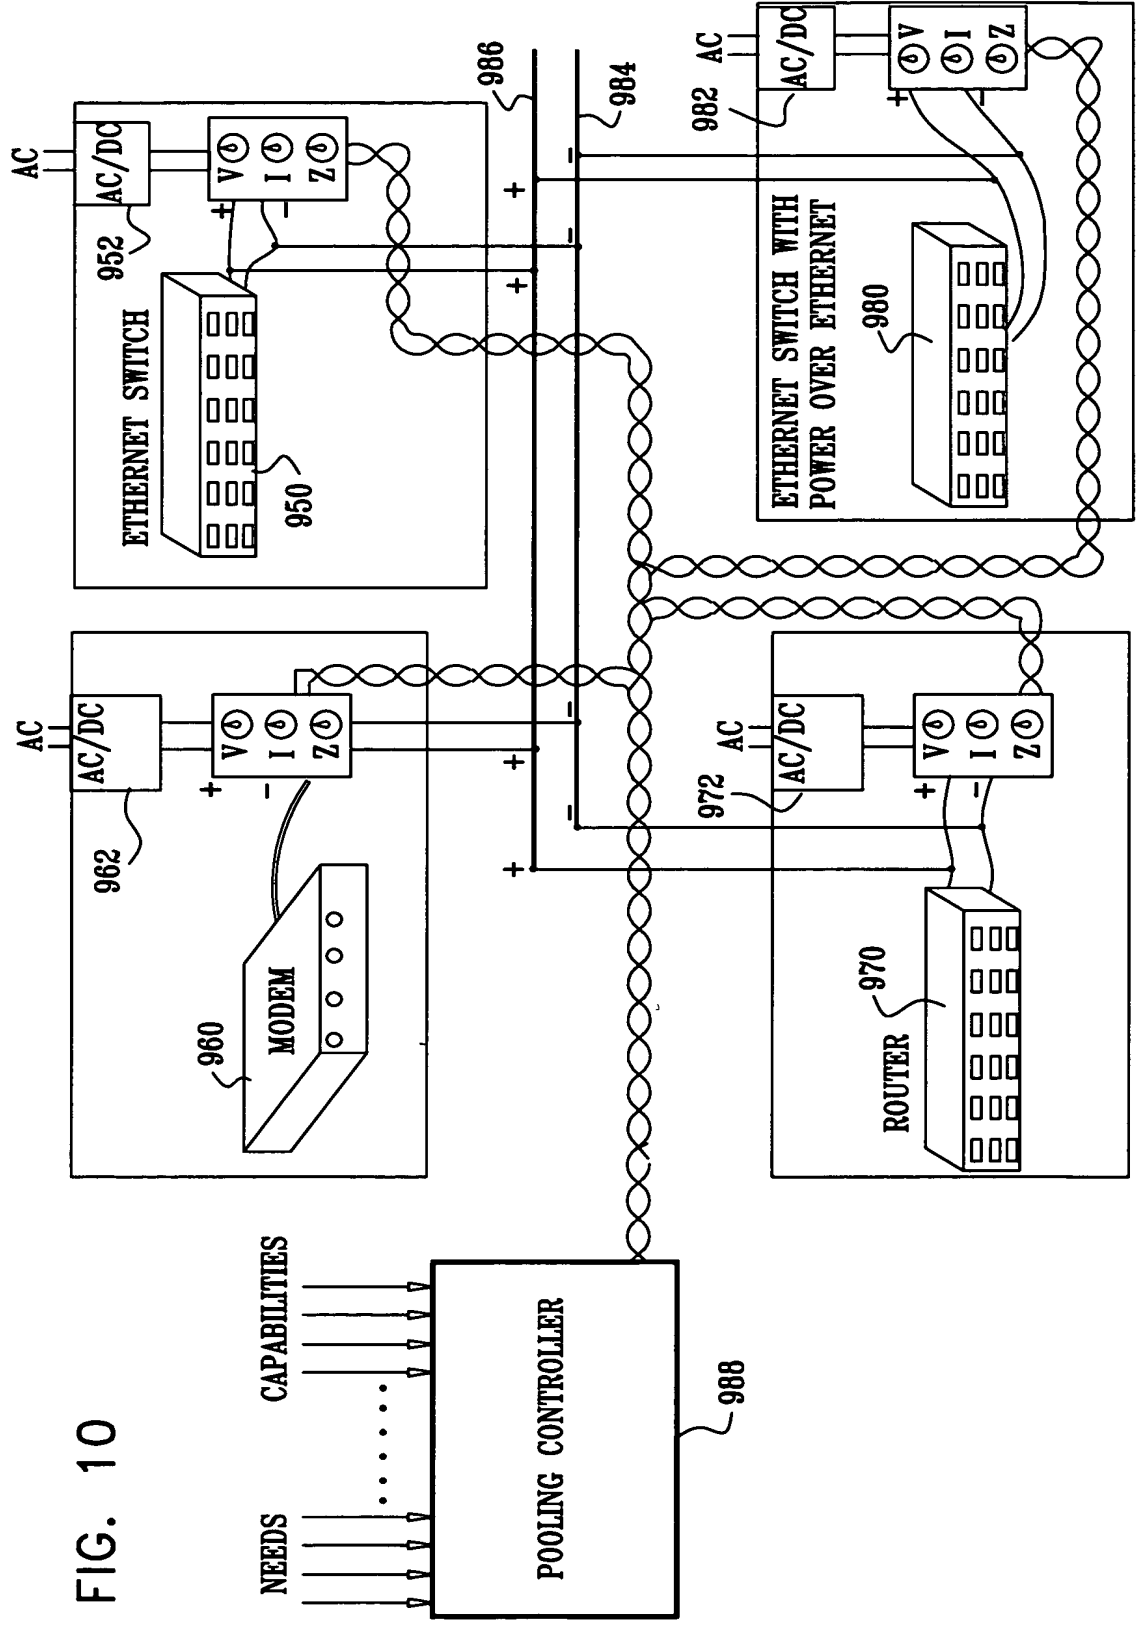 FIG. 10
NEEDS
CAPABILITIES
POOLING CONTROLLER
988
960
MODEM
962
AC
AC/DC
+
-
V
I
Z
ETHERNET SWITCH
950
952
AC
AC/DC
+
-
V
I
Z
986
984
+
-
+
-
+
-
+
-
ROUTER
970
972
AC
AC/DC
+
-
V
I
Z
ETHERNET SWITCH WITH
POWER OVER ETHERNET
980
982
AC
AC/DC
+
-
V
I
Z